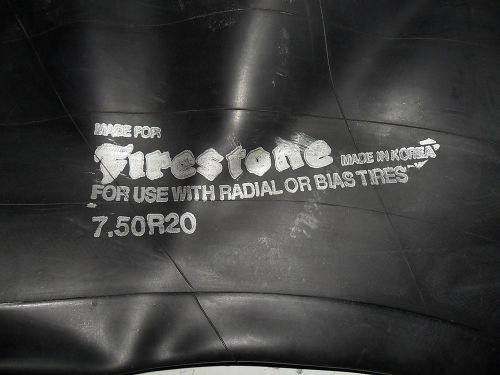 MADE FOR
Firestone MADE IN KOREA
FOR USE WITH RADIAL OR BIAS TIRES
7.50R20